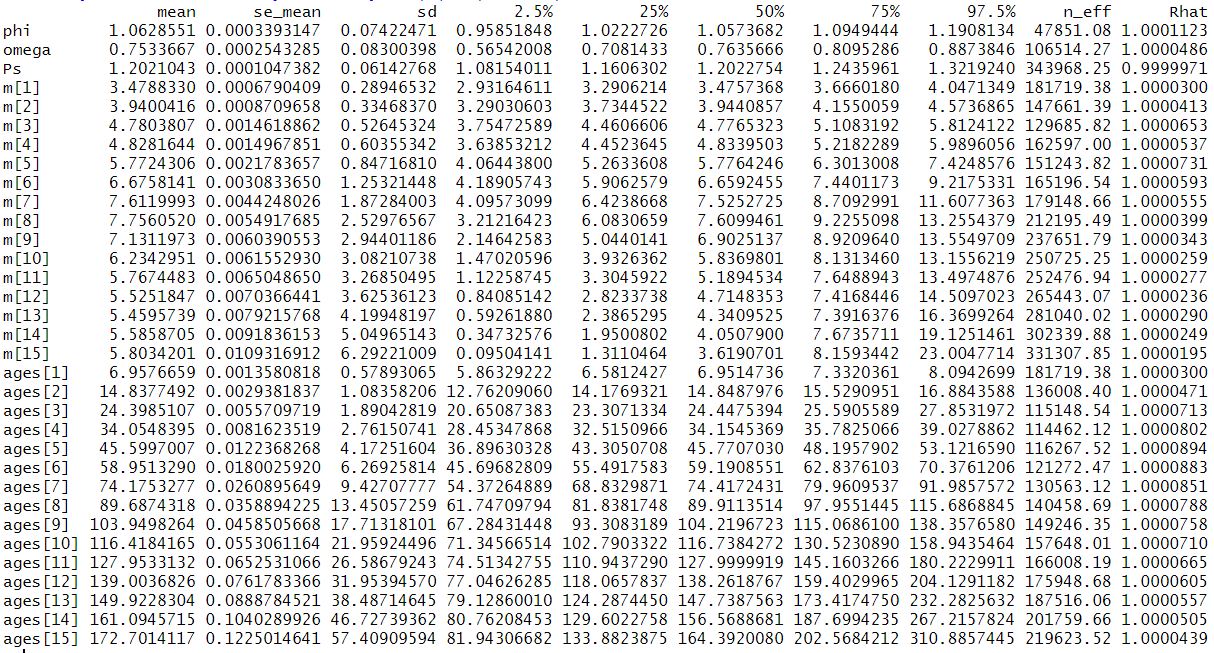 mean se_mean sd 2.5% 25% 50% 75% 97.5% n_eff Rhat
phi 1.0628551 0.0003393147 0.07422471 0.95851848 1.0222726 1.0573682 1.0949444 1.1908134 47851.08 1.0001123
omega 0.7533667 0.0002543285 0.08300398 0.56542008 0.7081433 0.7635666 0.8095286 0.8873846 106514.27 1.0000486
Ps 1.2021043 0.0001047382 0.06142768 1.08154011 1.1606302 1.2022754 1.2435961 1.3219240 343968.25 0.9999971
m[1] 3.4788330 0.0006790409 0.28946532 2.93164611 3.2906214 3.4757368 3.6660180 4.0471349 181719.38 1.0000300
m[2] 3.9400416 0.0008709658 0.33468370 3.29030603 3.7344522 3.9440857 4.1550059 4.5736865 147661.39 1.0000413
m[3] 4.7803807 0.0014618862 0.52645324 3.75472589 4.4606606 4.7765323 5.1083192 5.8124122 129685.82 1.0000653
m[4] 4.8281644 0.0014967851 0.60355342 3.63853212 4.4523645 4.8339503 5.2182289 5.9896056 162597.00 1.0000537
m[5] 5.7724306 0.0021783657 0.84716810 4.06443800 5.2633608 5.7764246 6.3013008 7.4248576 151243.82 1.0000731
m[6] 6.6758141 0.0030833650 1.25321448 4.18905743 5.9062579 6.6592455 7.4401173 9.2175331 165196.54 1.0000593
m[7] 7.6119993 0.0044248026 1.87284003 4.09573099 6.4238668 7.5252725 8.7092991 11.6077363 179148.66 1.0000555
m[8] 7.7560520 0.0054917685 2.52976567 3.21216423 6.0830659 7.6099461 9.2255098 13.2554379 212195.49 1.0000399
m[9] 7.1311973 0.0060390553 2.94401186 2.14642583 5.0440141 6.9025137 8.9209640 13.5549709 237651.79 1.0000343
m[10] 6.2342951 0.0061552930 3.08210738 1.47020596 3.9326362 5.8369801 8.1313460 13.1556219 250725.25 1.0000259
m[11] 5.7674483 0.0065048650 3.26850495 1.12258745 3.3045922 5.1894534 7.6488943 13.4974876 252476.94 1.0000277
m[12] 5.5251847 0.0070366441 3.62536123 0.84085142 2.8233738 4.7148353 7.4168446 14.5097023 265443.07 1.0000236
m[13] 5.4595739 0.0079215768 4.19948197 0.59261880 2.3865295 4.3409525 7.3916376 16.3699264 281040.02 1.0000290
m[14] 5.5858705 0.0091836153 5.04965143 0.34732576 1.9500802 4.0507900 7.6735711 19.1251461 302339.88 1.0000249
m[15] 5.8034201 0.0109316912 6.29221009 0.09504141 1.3110464 3.6190701 8.1593442 23.0047714 331307.85 1.0000195
ages[1] 6.9576659 0.0013580818 0.57893065 5.86329222 6.5812427 6.9514736 7.3320361 8.0942699 181719.38 1.0000300
ages[2] 14.8377492 0.0029381837 1.08358206 12.76209060 14.1769321 14.8487976 15.5290951 16.8843588 136008.40 1.0000471
ages[3] 24.3985107 0.0055709719 1.89042819 20.65087383 23.3071334 24.4475394 25.5905589 27.8531972 115148.54 1.0000713
ages[4] 34.0548395 0.0081623519 2.76150741 28.45347868 32.5150966 34.1545369 35.7825066 39.0278862 114462.12 1.0000802
ages[5] 45.5997007 0.0122368268 4.17251604 36.89630328 43.3050708 45.7707030 48.1957902 53.1216590 116267.52 1.0000894
ages[6] 58.9513290 0.0180025920 6.26925814 45.69682809 55.4917583 59.1908551 62.8376103 70.3761206 121272.47 1.0000883
ages[7] 74.1753277 0.0260895649 9.42707777 54.37264889 68.8329871 74.4172431 79.9609537 91.9857572 130563.12 1.0000851
ages[8] 89.6874318 0.0358894225 13.45057259 61.74709794 81.8381748 89.9113514 97.9551445 115.6868845 140458.69 1.0000788
ages[9] 103.9498264 0.0458505668 17.71318101 67.28431448 93.3083189 104.2196723 115.0686100 138.3576580 149246.35 1.0000758
ages[10] 116.4184165 0.0553061164 21.95924496 71.34566514 102.7903322 116.7384272 130.5230890 158.9435464 157648.01 1.0000710
ages[11] 127.9533132 0.0652531066 26.58679243 74.51342755 110.9437290 127.9999919 145.1603266 180.2229911 166008.19 1.0000665
ages[12] 139.0036826 0.0761783366 31.95394570 77.04626285 118.0657837 138.2618767 159.4029965 204.1291182 175948.68 1.0000605
ages[13] 149.9228304 0.0888784521 38.48714645 79.12860010 124.2874450 147.7387563 173.4174750 232.2825632 187516.06 1.0000557
ages[14] 161.0945715 0.1040289926 46.72739362 80.76208453 129.6022758 156.5688681 187.6994235 267.2157824 201759.66 1.0000505
ages[15] 172.7014117 0.1225014641 57.40909594 81.94306682 133.8823875 164.3920080 202.5684212 310.8857445 219623.52 1.0000439